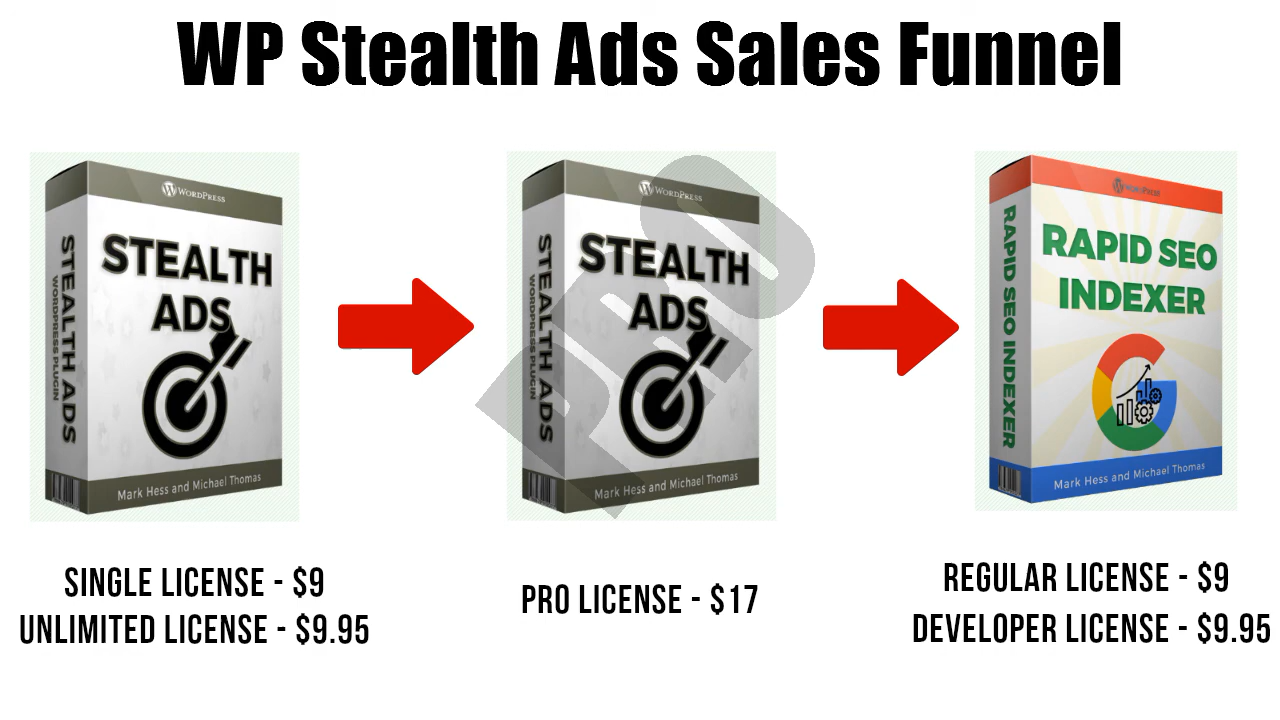 WP Stealth Ads Sales Funnel
WORDPRESS
STEALTH
ADS
STEALTH ADS
WORDPRESS PLUGIN
Mark Hess and Michael Thomas
SINGLE LICENSE - $9
UNLIMITED LICENSE - $9.95
WORDPRESS
STEALTH
ADS
STEALTH ADS
WORDPRESS PLUGIN
PRO
Mark Hess and Michael Thomas
PRO LICENSE - $17
WORDPRESS
RAPID SEO
INDEXER
RAPID SEO INDEXER
Mark Hess and Michael Thomas
REGULAR LICENSE - $9
DEVELOPER LICENSE - $9.95